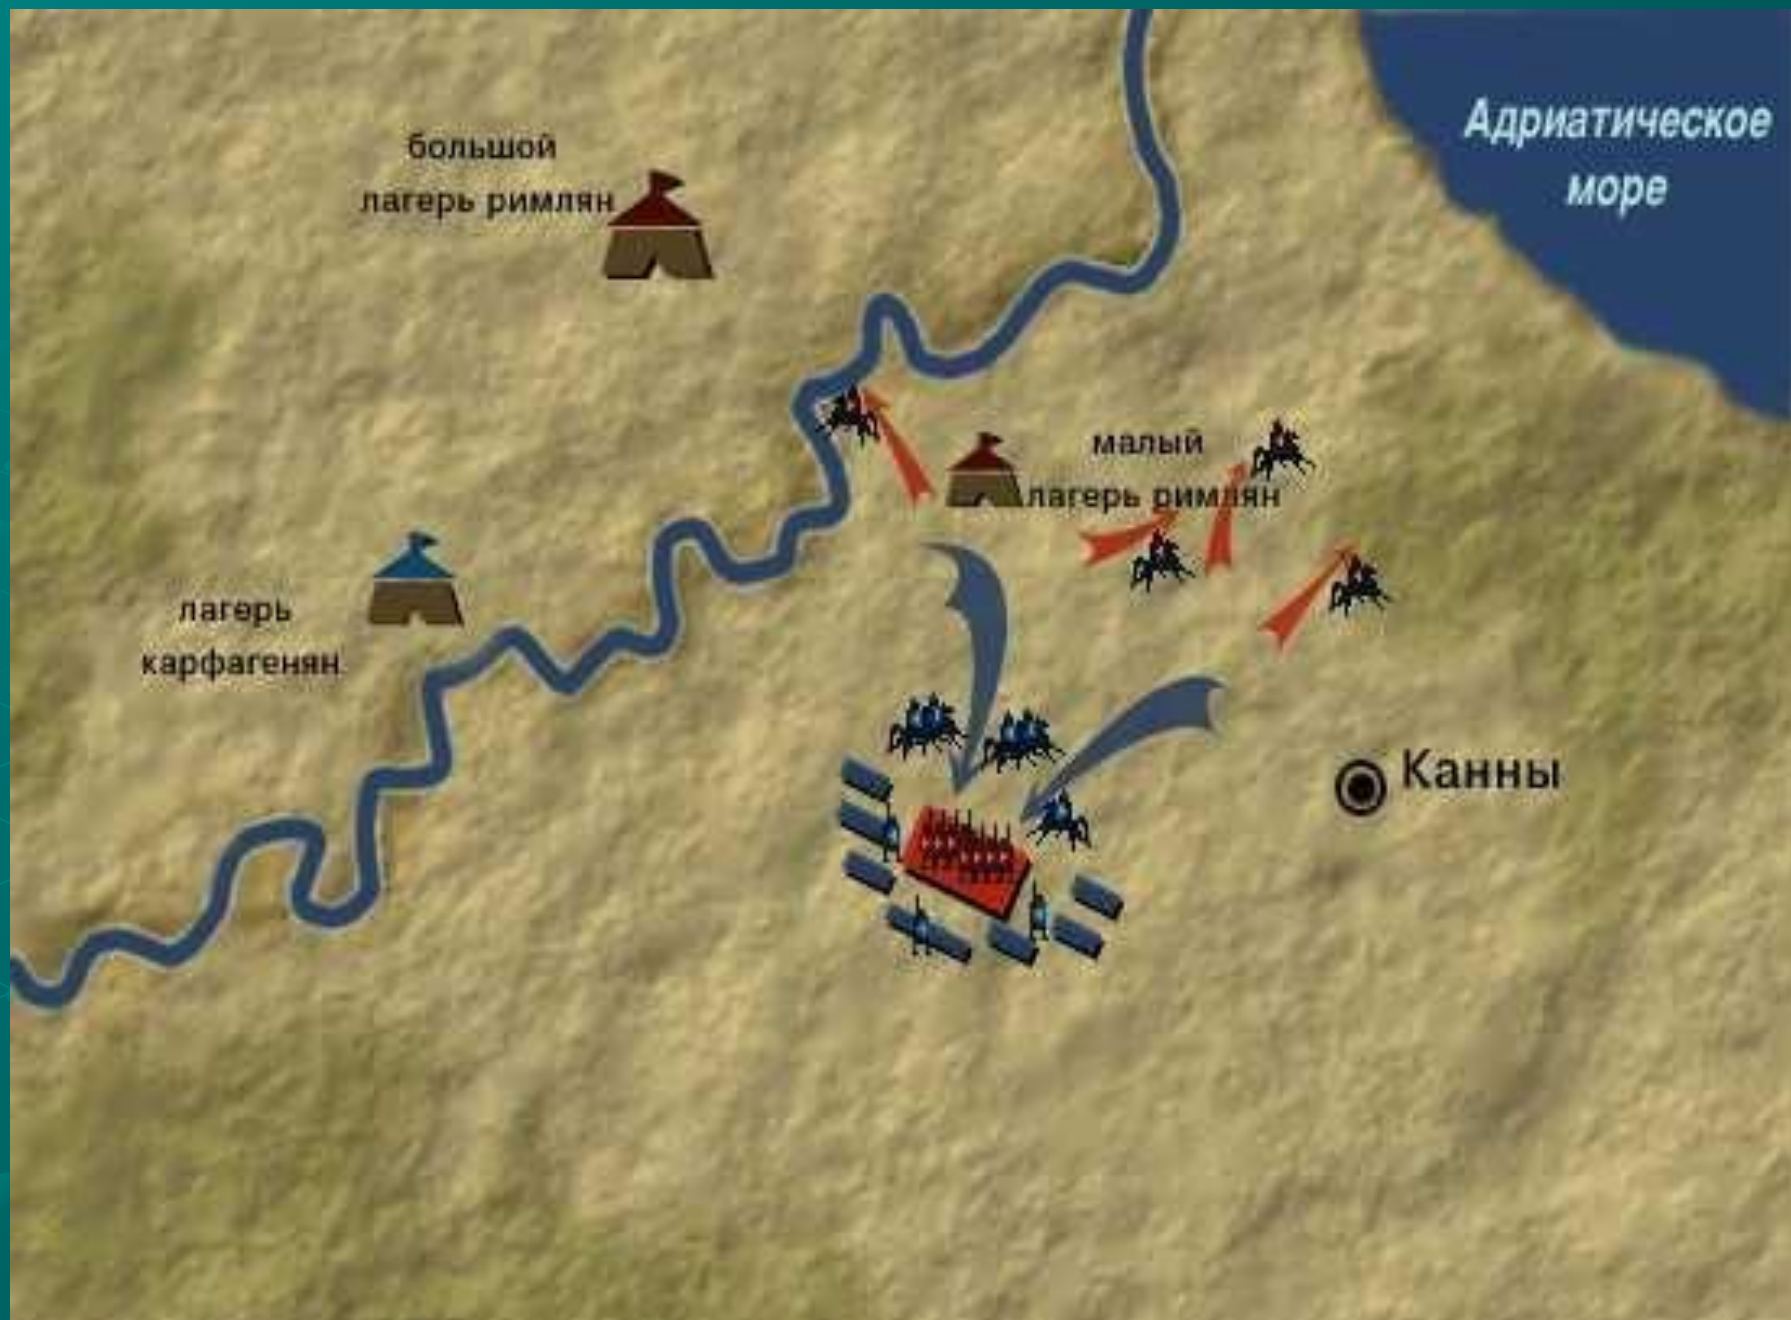 Адриатическое
море
большой
лагерь римлян
малый
лагерь римлян
лагерь
карфагенян
Канны